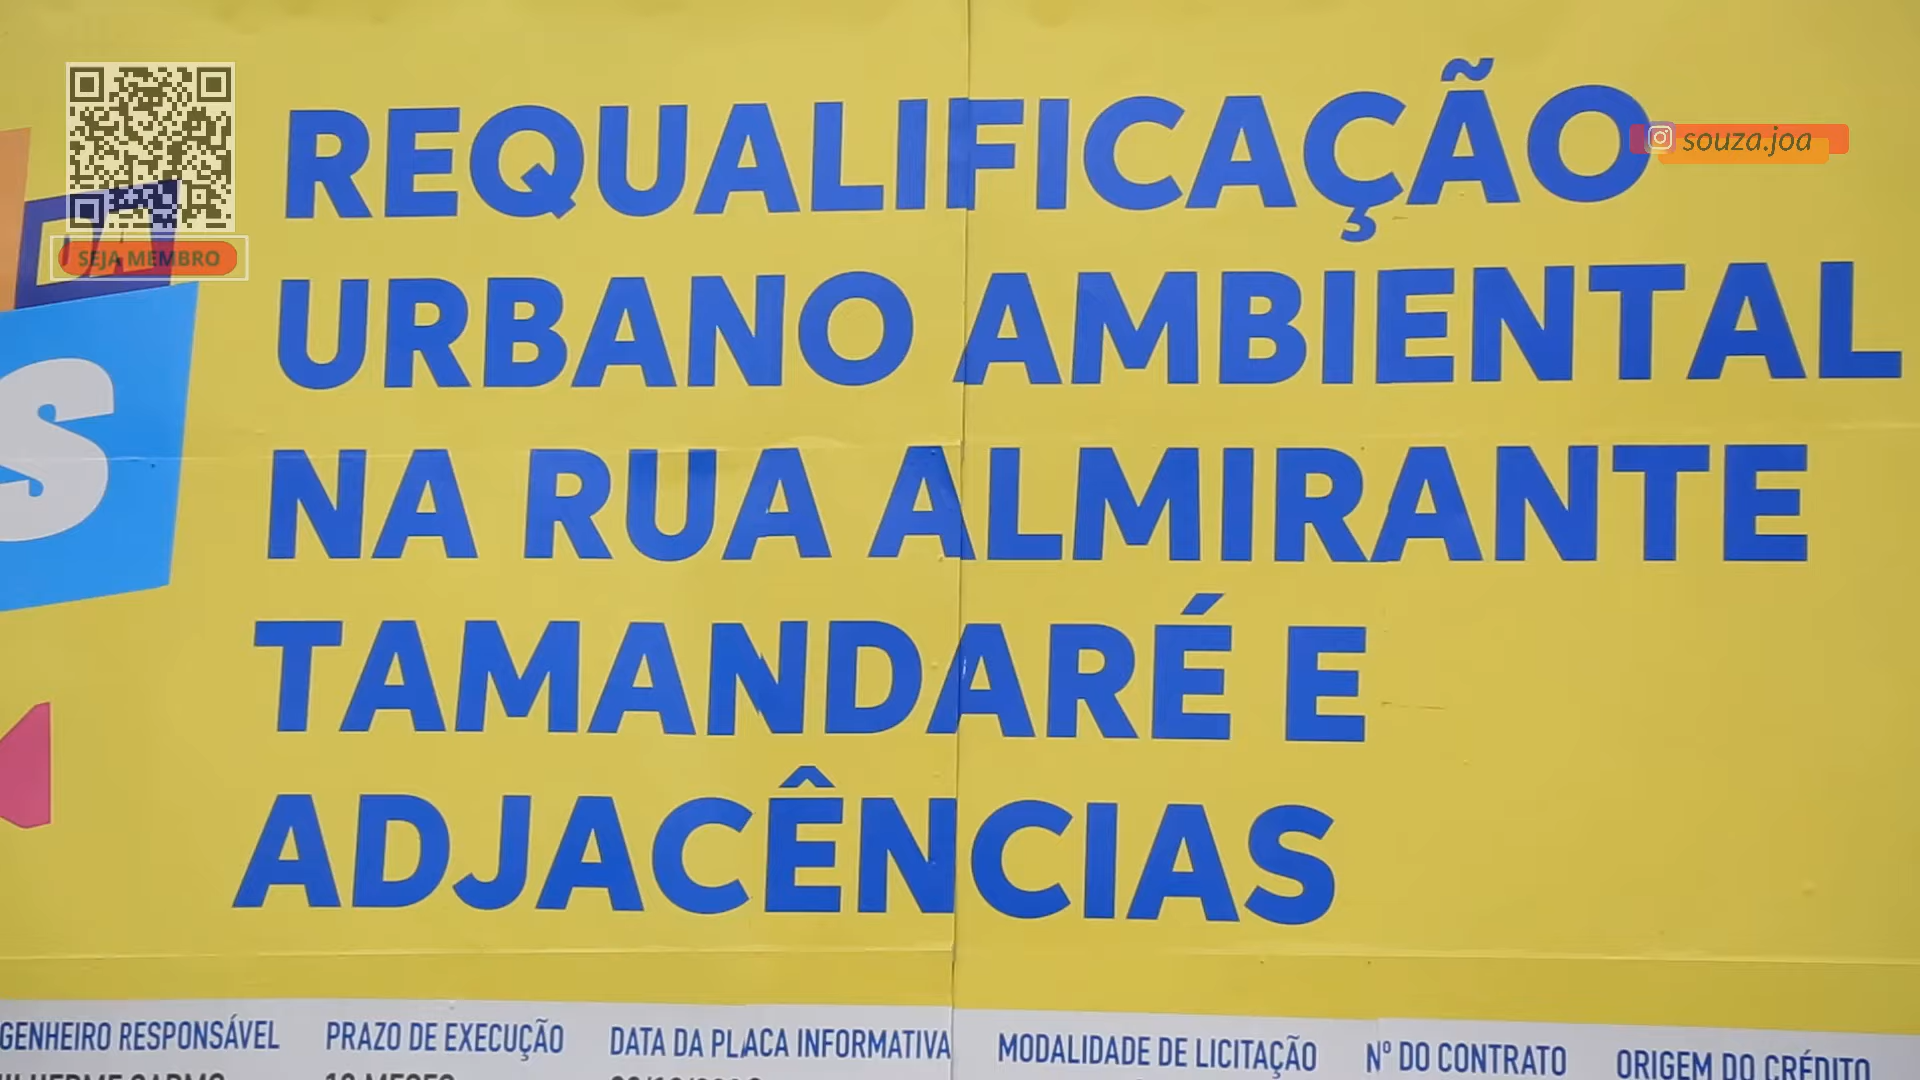 REQUALIFICAÇÃO
souza.joa
SEJA MEMBRO
URBANO AMBIENTAL
S
NA RUA ALMIRANTE
TAMANDARÉ E
ADJACÊNCIAS
GENHEIRO RESPONSÁVEL PRAZO DE EXECUÇÃO DATA DA PLACA INFORMATIVA MODALIDADE DE LICITAÇÃO Nº DO CONTRATO ORIGEM DO CRÉDITO